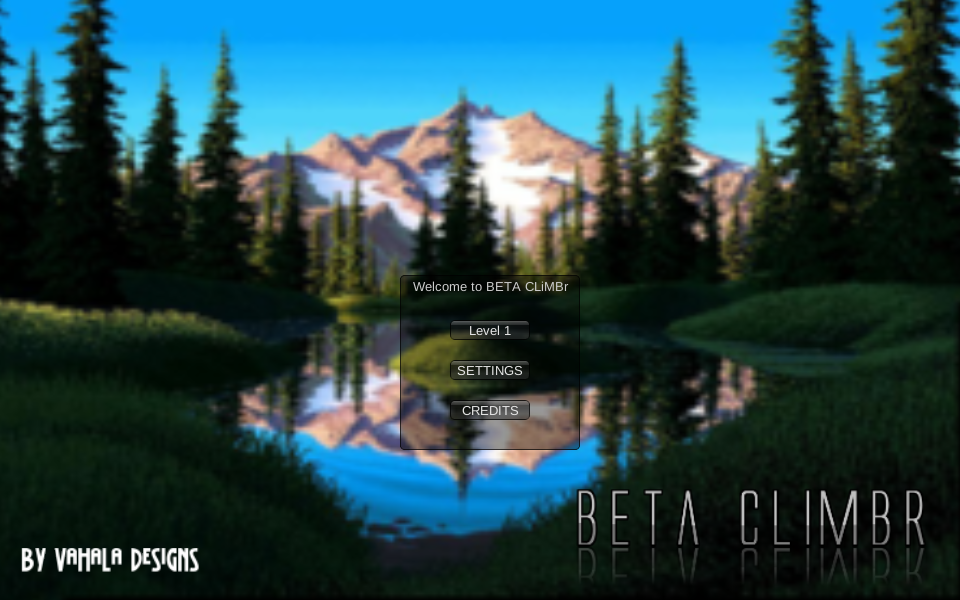 Welcome to BETA CLiMBr
Level 1
SETTINGS
CREDITS
BETA CLIMBR
BY VAHALA DESIGNS